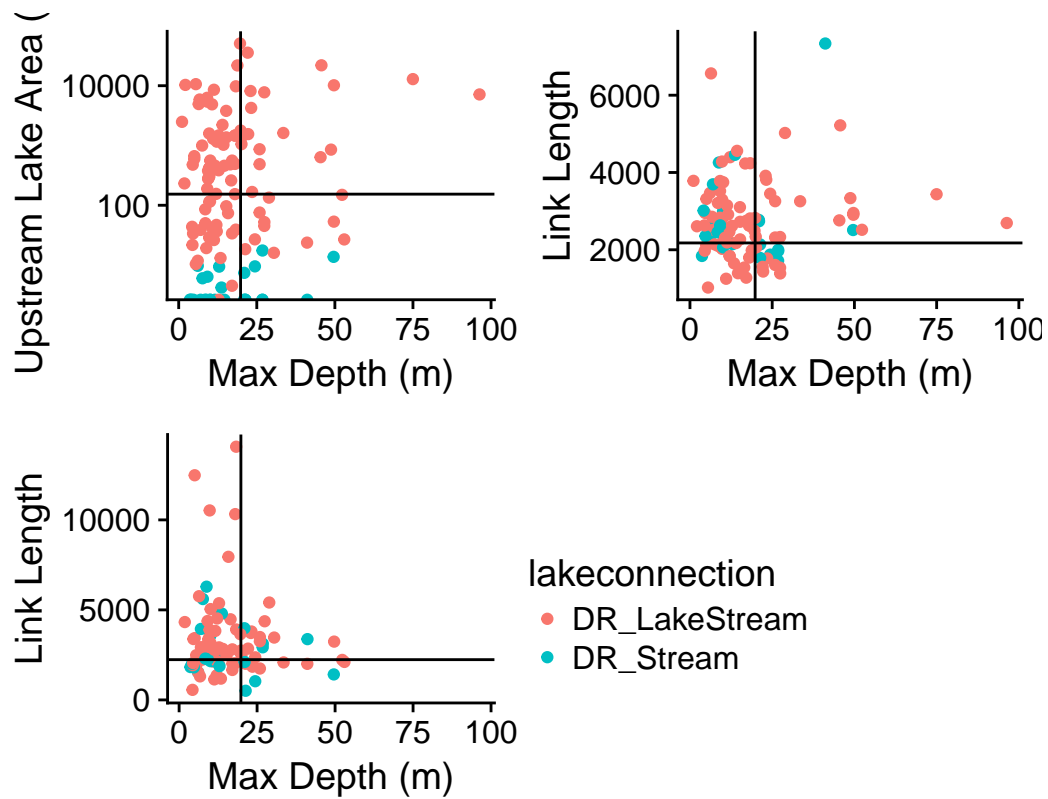 Upstream Lake Area (
10000
100
0 25 50 75 100
Max Depth (m)
Link Length
6000
4000
2000
0 25 50 75 100
Max Depth (m)
Link Length
10000
5000
0
0 25 50 75 100
Max Depth (m)
lakeconnection
DR_LakeStream
DR_Stream